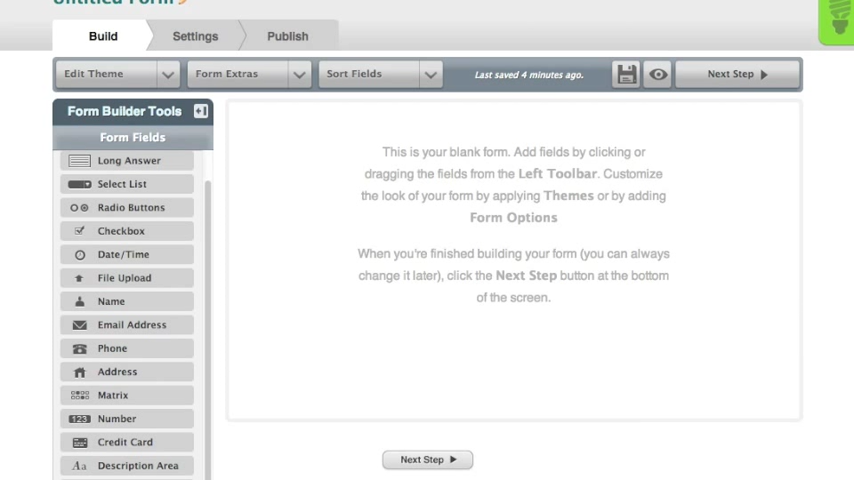 Untitled Form
Build
Settings
Publish
Edit Theme
Form Extras
Sort Fields
Last saved 4 minutes ago.
Next Step
Form Builder Tools
Form Fields
Long Answer
Select List
Radio Buttons
Checkbox
Date/Time
File Upload
Name
Email Address
Phone
Address
Matrix
123 Number
Credit Card
Aa Description Area
This is your blank form. Add fields by clicking or
dragging the fields from the Left Toolbar. Customize
the look of your form by applying Themes or by adding
Form Options
When you're finished building your form (you can always
change it later), click the Next Step button at the bottom
of the screen.
Next Step